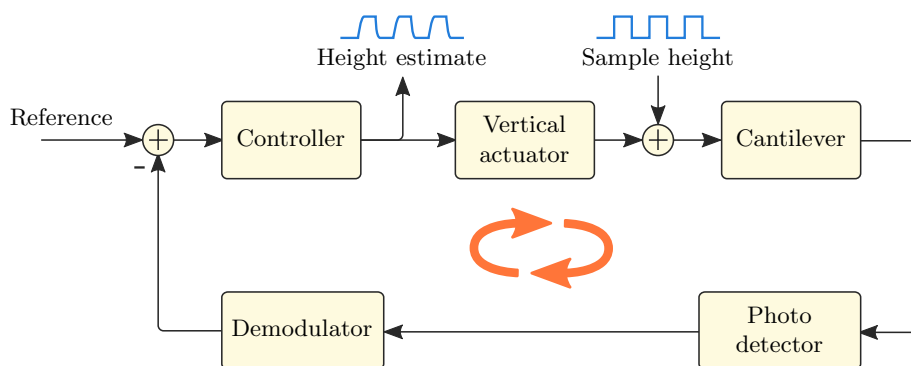 Height estimate
Sample height
Reference
+
Controller
Vertical
actuator
+
Cantilever
-
Demodulator
Photo
detector